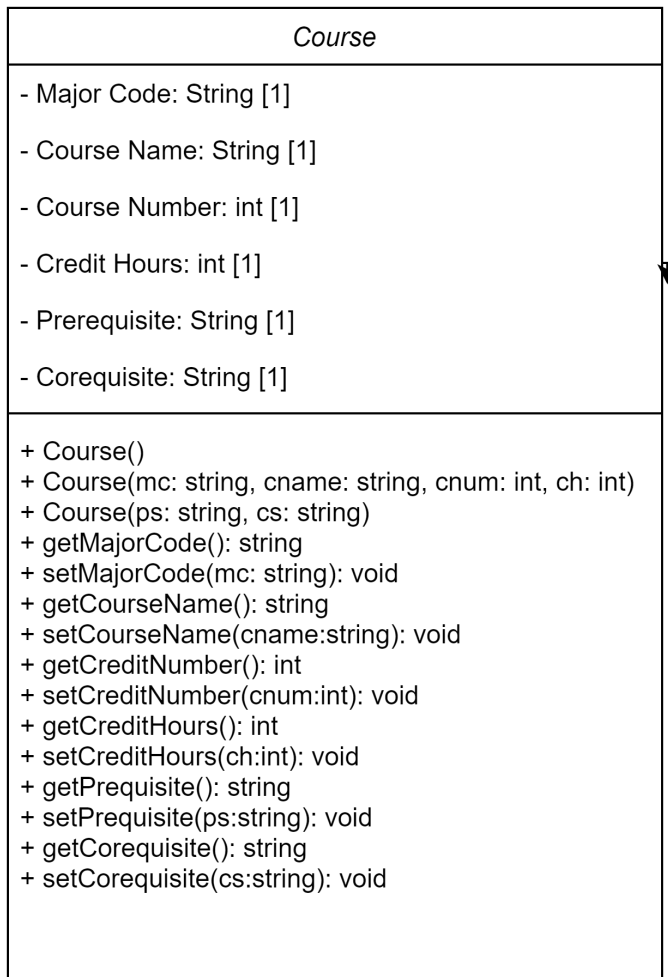 Course
- Major Code: String [1]
- Course Name: String [1]
- Course Number: int [1]
- Credit Hours: int [1]
- Prerequisite: String [1]
- Corequisite: String [1]
+ Course()
+ Course(mc: string, cname: string, cnum: int, ch: int)
+ Course(ps: string, cs: string)
+ getMajorCode(): string
+ setMajorCode(mc: string): void
+ getCourseName(): string
+ setCourseName(cname:string): void
+ getCreditNumber(): int
+ setCreditNumber(cnum:int): void
+ getCreditHours(): int
+ setCreditHours(ch:int): void
+ getPrequisite(): string
+ setPrequisite(ps:string): void
+ getCorequisite(): string
+ setCorequisite(cs:string): void